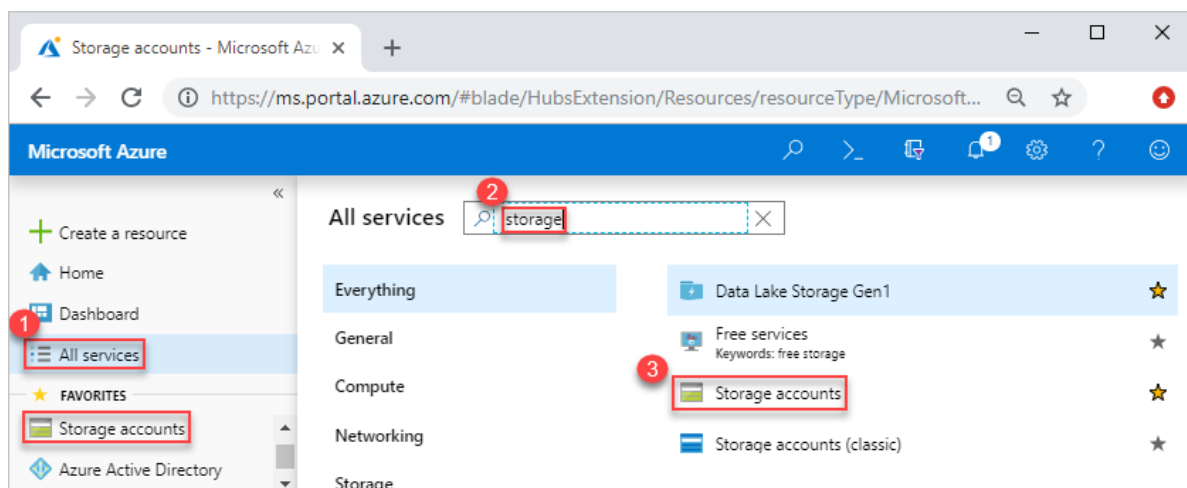 Storage accounts - Microsoft Azu
https://ms.portal.azure.com/#blade/HubsExtension/Resources/resourceType/Microsoft...
Microsoft Azure
1
Create a resource
Home
Dashboard
1
All services
FAVORITES
Storage accounts
Azure Active Directory
2
All services
storage
Everything
General
Compute
Networking
Storage
Data Lake Storage Gen1
Free services
Keywords: free storage
3
Storage accounts
Storage accounts (classic)